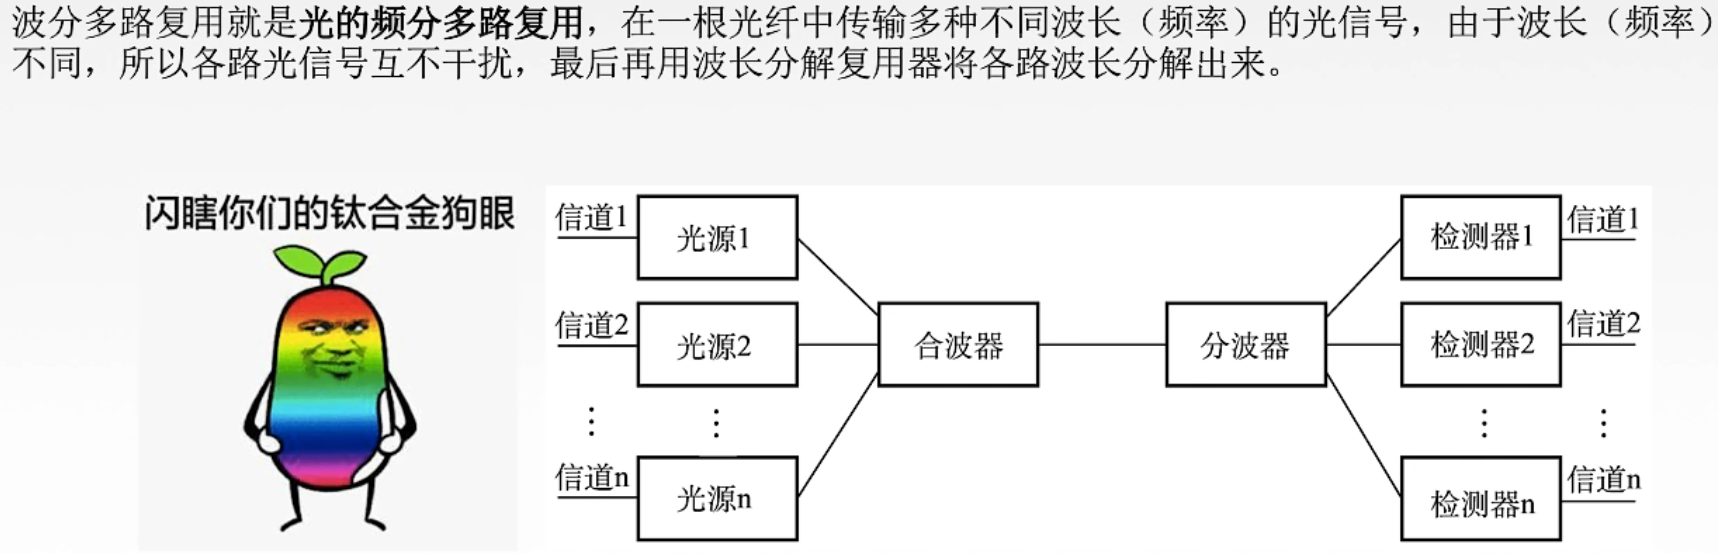 波分多路复用就是光的频分多路复用，在一根光纤中传输多种不同波长（频率）的光信号，由于波长（频率）
不同，所以各路光信号互不干扰，最后再用波长分解复用器将各路波长分解出来。
闪瞎你们的钛合金狗眼
信道1
光源1
检测器1
信道1
信道2
光源2
合波器
分波器
检测器2
信道2
⋮
⋮
⋮
⋮
信道n
光源n
检测器n
信道n